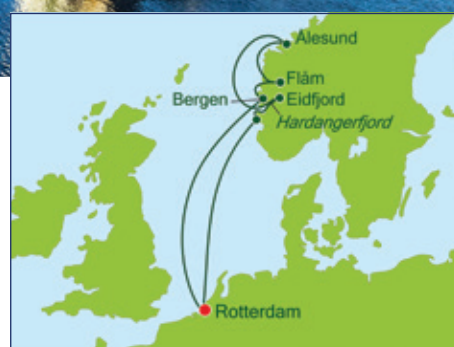 Ålesund
Flåm
Bergen
Eidfjord
Hardangerfjord
Rotterdam